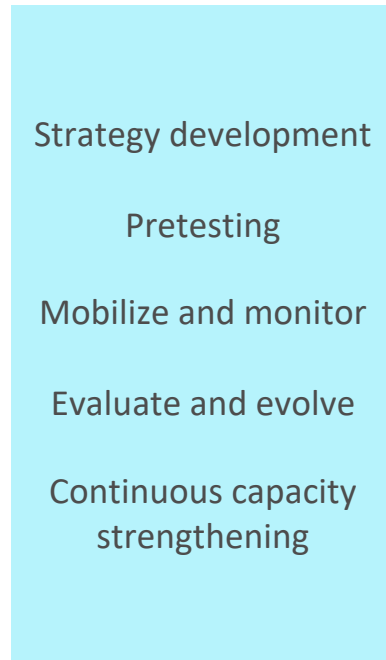 Strategy development
Pretesting
Mobilize and monitor
Evaluate and evolve
Continuous capacity
strengthening